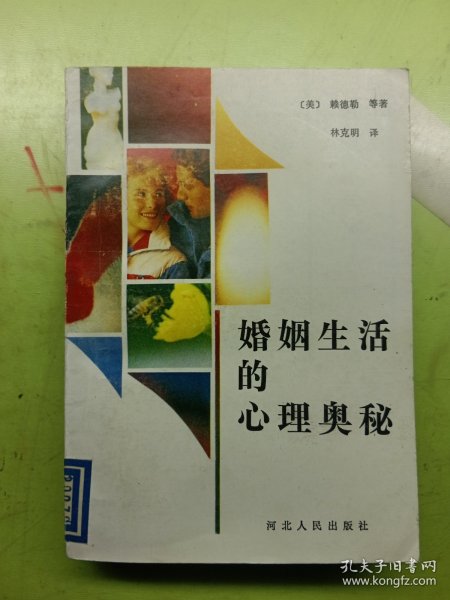 〔美〕 赖德勒 等著
林克明 译
婚姻生活
的
心理奥秘
河北人民出版社
孔夫子旧书网
www.kongfz.com